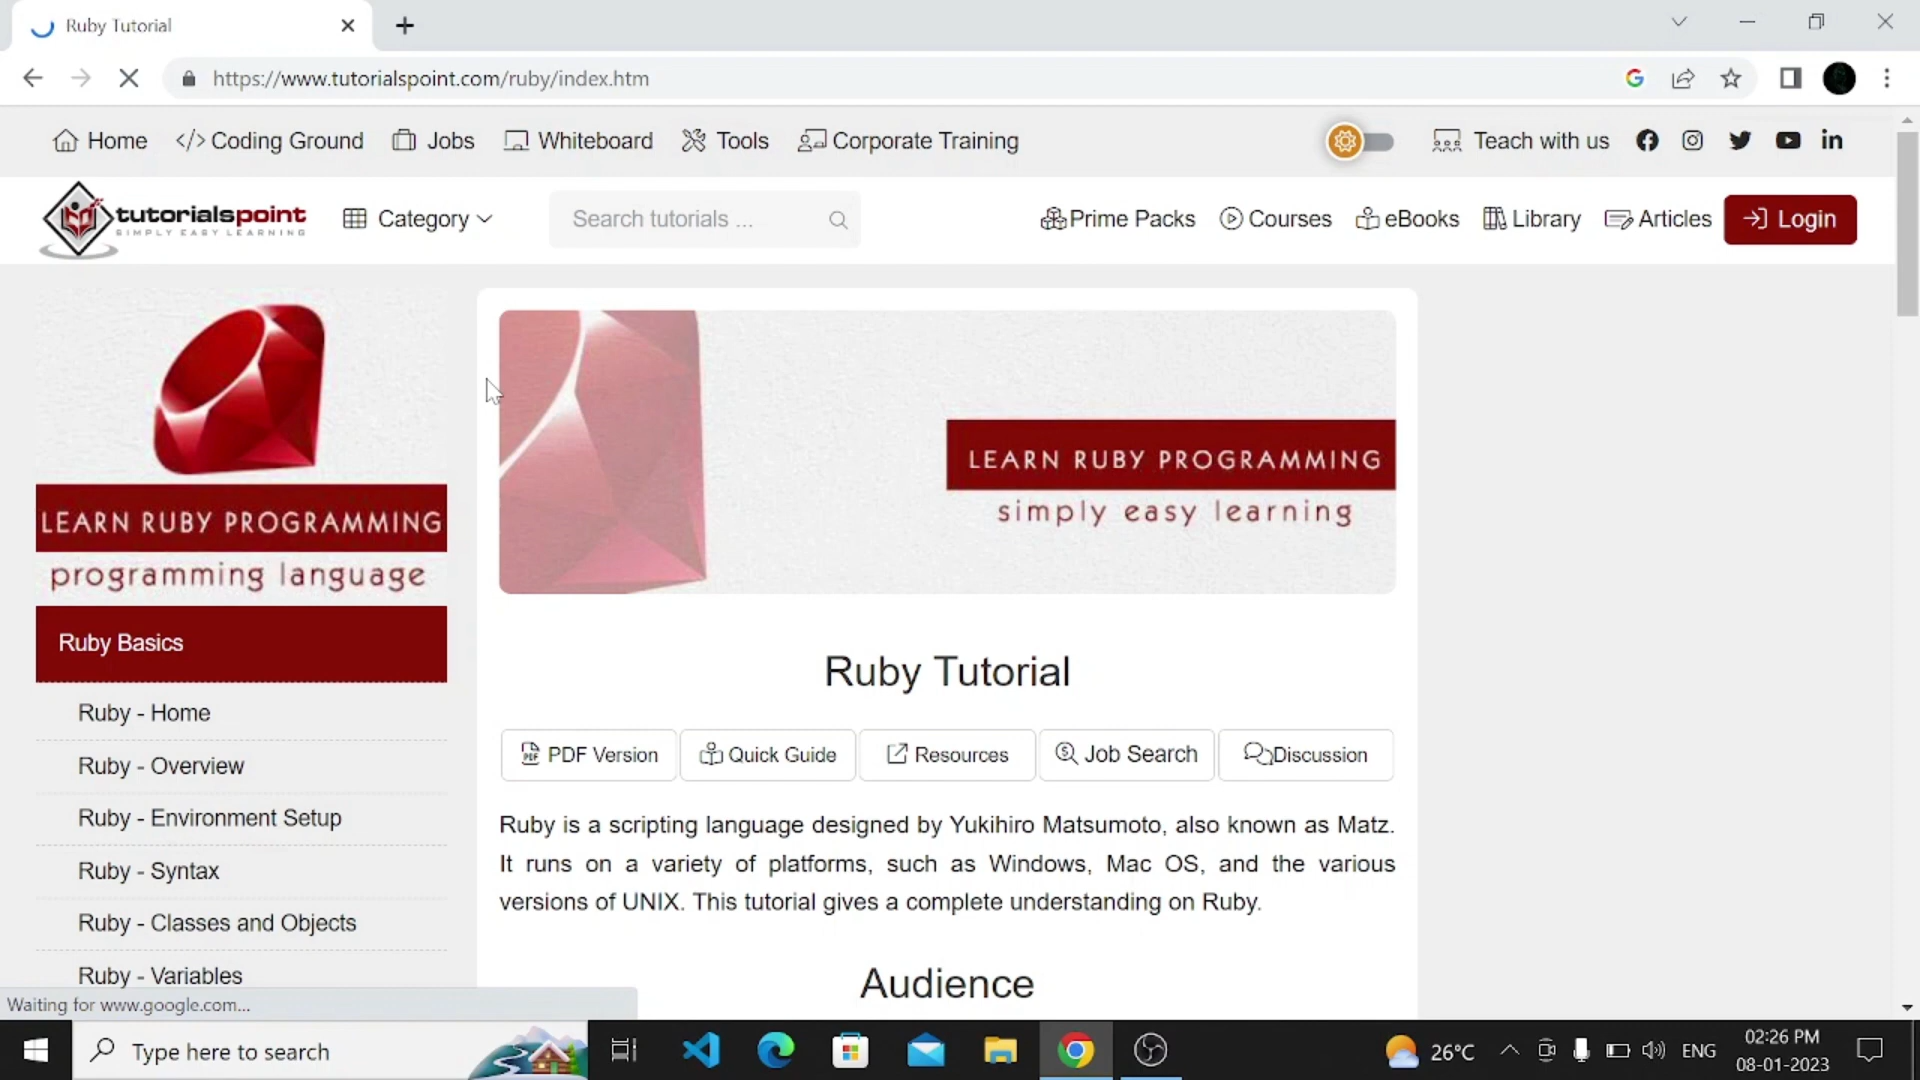 Ruby Tutorial
https://www.tutorialspoint.com/ruby/index.htm
Home </> Coding Ground Jobs Whiteboard Tools Corporate Training Teach with us
tutorialspoint
SIMPLY EASY LEARNING
Category Search tutorials ... Prime Packs Courses eBooks Library Articles Login
LEARN RUBY PROGRAMMING
programming language
Ruby Basics
Ruby - Home
Ruby - Overview
Ruby - Environment Setup
Ruby - Syntax
Ruby - Classes and Objects
Ruby - Variables
LEARN RUBY PROGRAMMING
simply easy learning
Ruby Tutorial
PDF Version Quick Guide Resources Job Search Discussion
Ruby is a scripting language designed by Yukihiro Matsumoto, also known as Matz.
It runs on a variety of platforms, such as Windows, Mac OS, and the various
versions of UNIX. This tutorial gives a complete understanding on Ruby.
Audience
Waiting for www.google.com...
Type here to search
26°C ENG
02:26 PM
08-01-2023